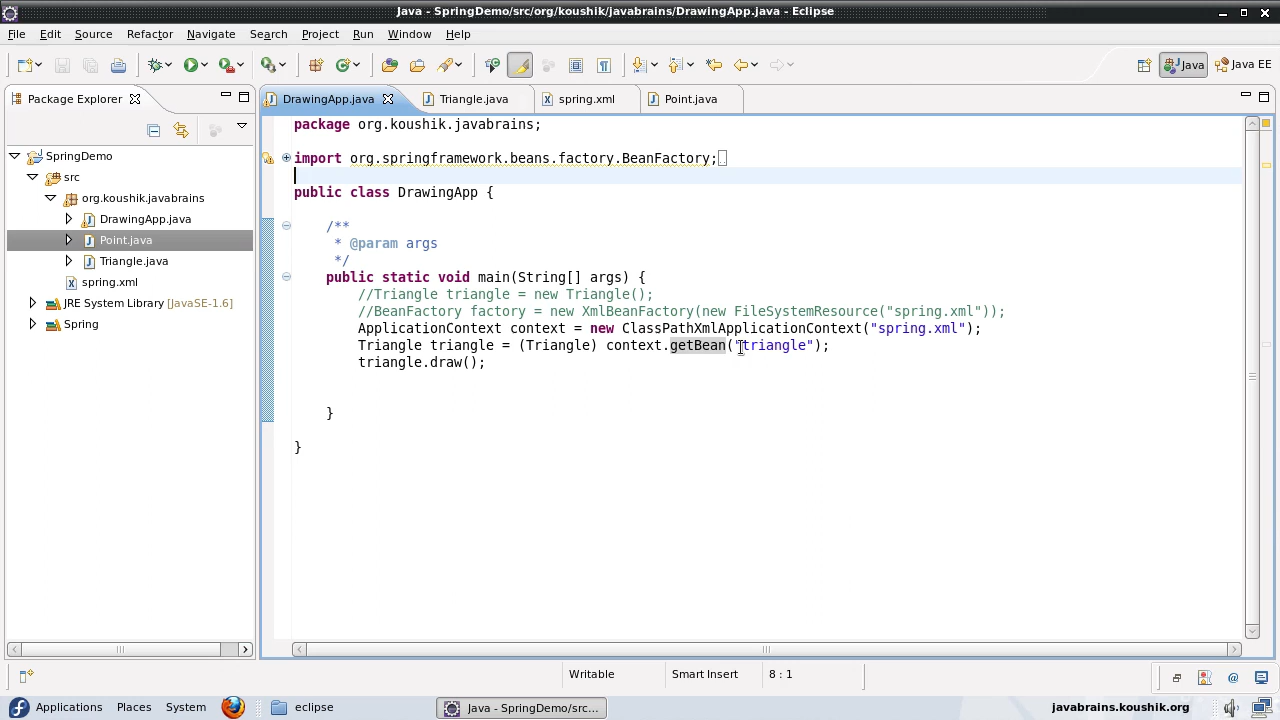 Java - SpringDemo/src/org/koushik/javabrains/DrawingApp.java - Eclipse
File Edit Source Refactor Navigate Search Project Run Window Help
Java Java EE
Package Explorer
DrawingApp.java Triangle.java spring.xml Point.java
SpringDemo
src
org.koushik.javabrains
DrawingApp.java
Point.java
Triangle.java
spring.xml
JRE System Library [JavaSE-1.6]
Spring
package org.koushik.javabrains;
import org.springframework.beans.factory.BeanFactory;
public class DrawingApp {
/**
* @param args
*/
public static void main(String[] args) {
//Triangle triangle = new Triangle();
//BeanFactory factory = new XmlBeanFactory(new FileSystemResource("spring.xml"));
ApplicationContext context = new ClassPathXmlApplicationContext("spring.xml");
Triangle triangle = (Triangle) context.getBean("triangle");
triangle.draw();
}
}
Writable Smart Insert 8 : 1
Applications Places System eclipse Java - SpringDemo/src... javabrains.koushik.org